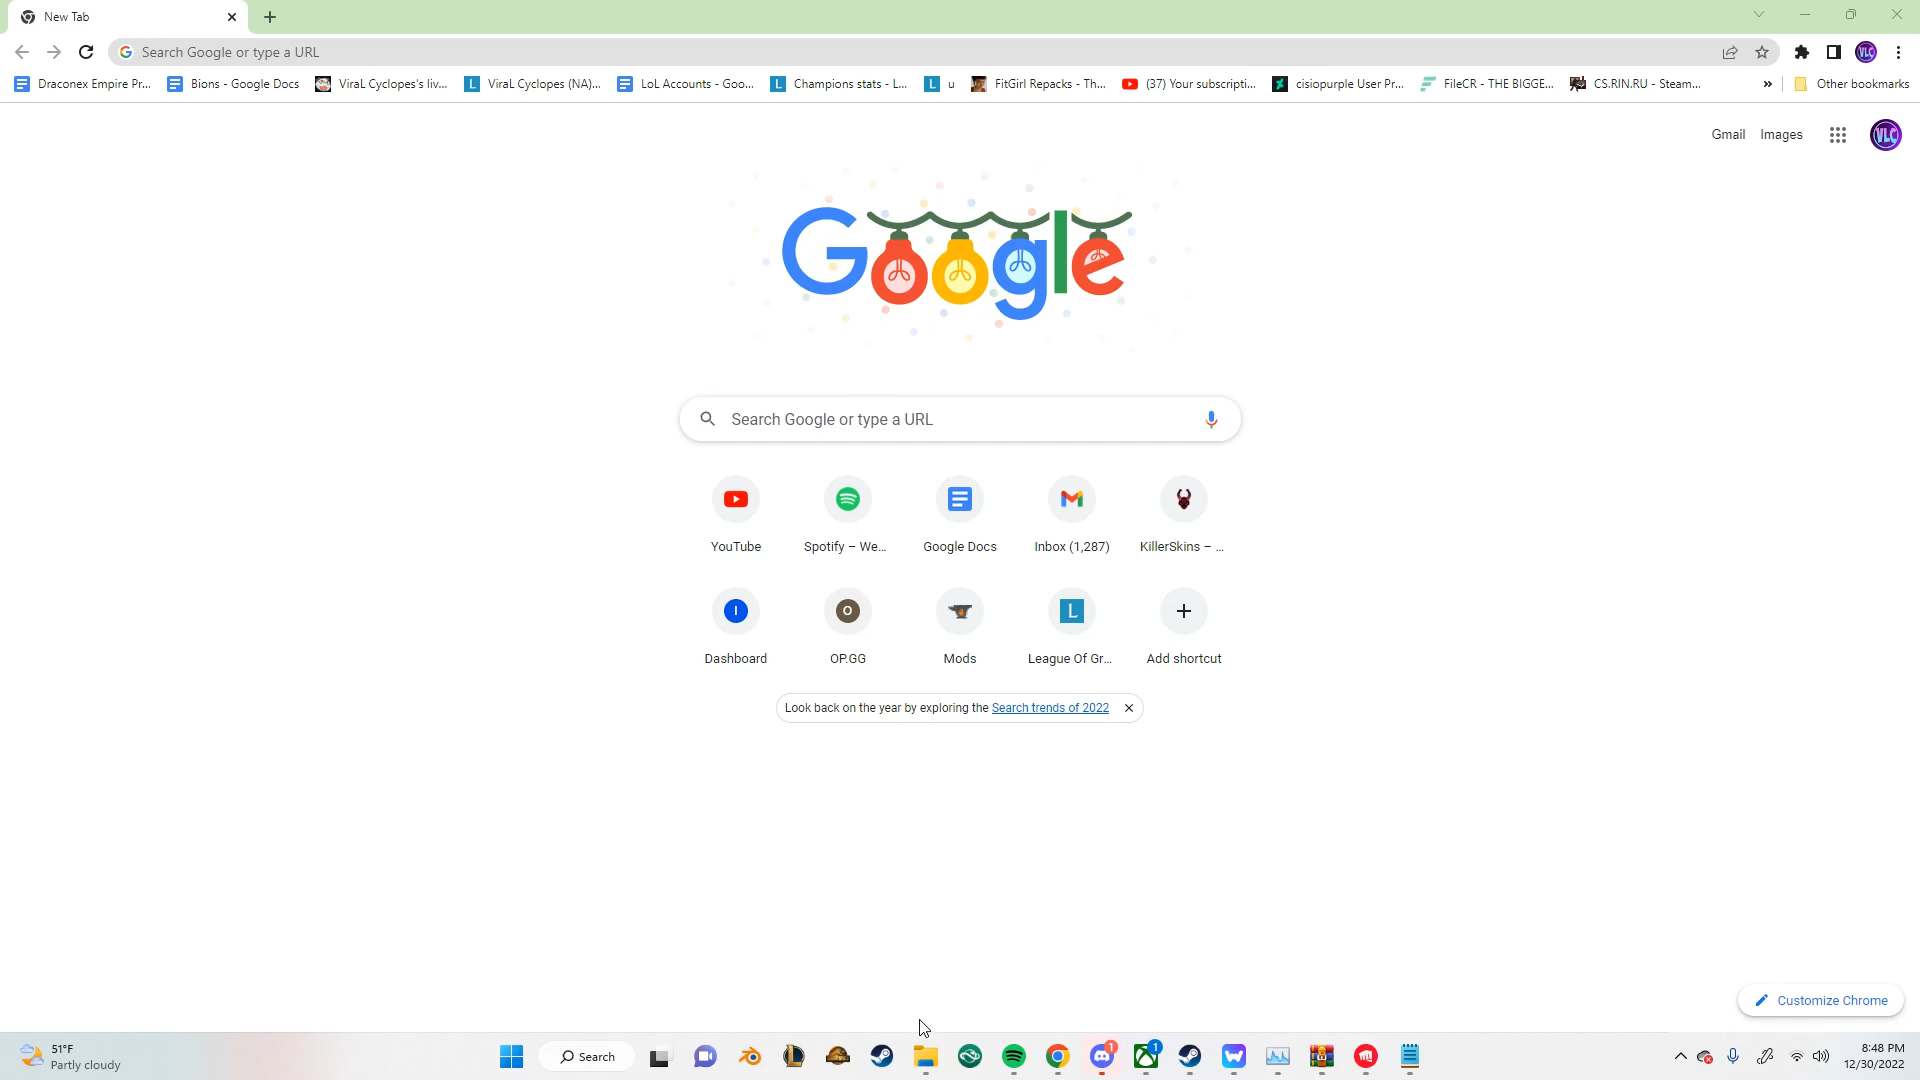 New Tab
Search Google or type a URL
Draconex Empire Pr...
Bions - Google Docs
ViraL Cyclopes's liv...
ViraL Cyclopes (NA)...
LoL Accounts - Goo...
Champions stats - L...
u
FitGirl Repacks - Th...
(37) Your subscripti...
cisiopurple User Pr...
FileCR - THE BIGGE...
CS.RIN.RU - Steam...
»
Other bookmarks
Gmail
Images
VLC
Google
Search Google or type a URL
YouTube
Spotify – We...
Google Docs
Inbox (1,287)
KillerSkins – ...
Dashboard
OP.GG
Mods
League Of Gr...
Add shortcut
Look back on the year by exploring the Search trends of 2022
Customize Chrome
51°F
Partly cloudy
Search
1
1
8:48 PM
12/30/2022